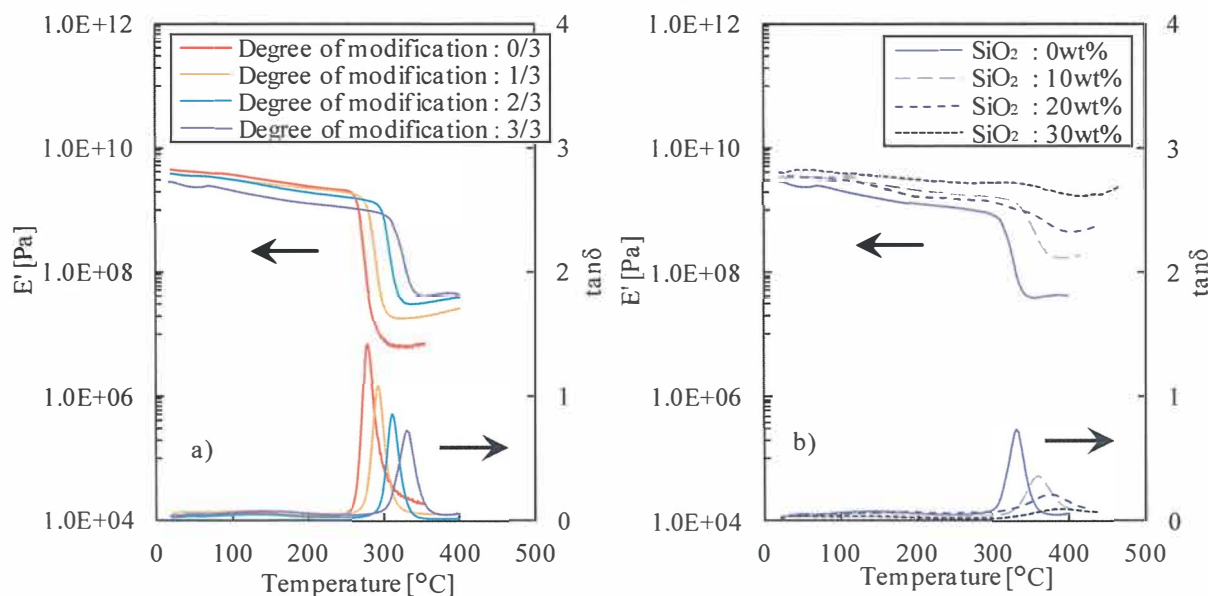 1.0E+12
1.0E+10
1.0E+08
1.0E+06
1.0E+04
E' [Pa]
4
3
2
1
0
tanδ
Degree of modification : 0/3
Degree of modification : 1/3
Degree of modification : 2/3
Degree of modification : 3/3
a)
0 100 200 300 400 500
Temperature [°C]
1.0E+12
1.0E+10
1.0E+08
1.0E+06
1.0E+04
E' [Pa]
4
3
2
1
0
tanδ
SiO₂ : 0wt%
SiO₂ : 10wt%
SiO₂ : 20wt%
SiO₂ : 30wt%
b)
0 100 200 300 400 500
Temperature [°C]